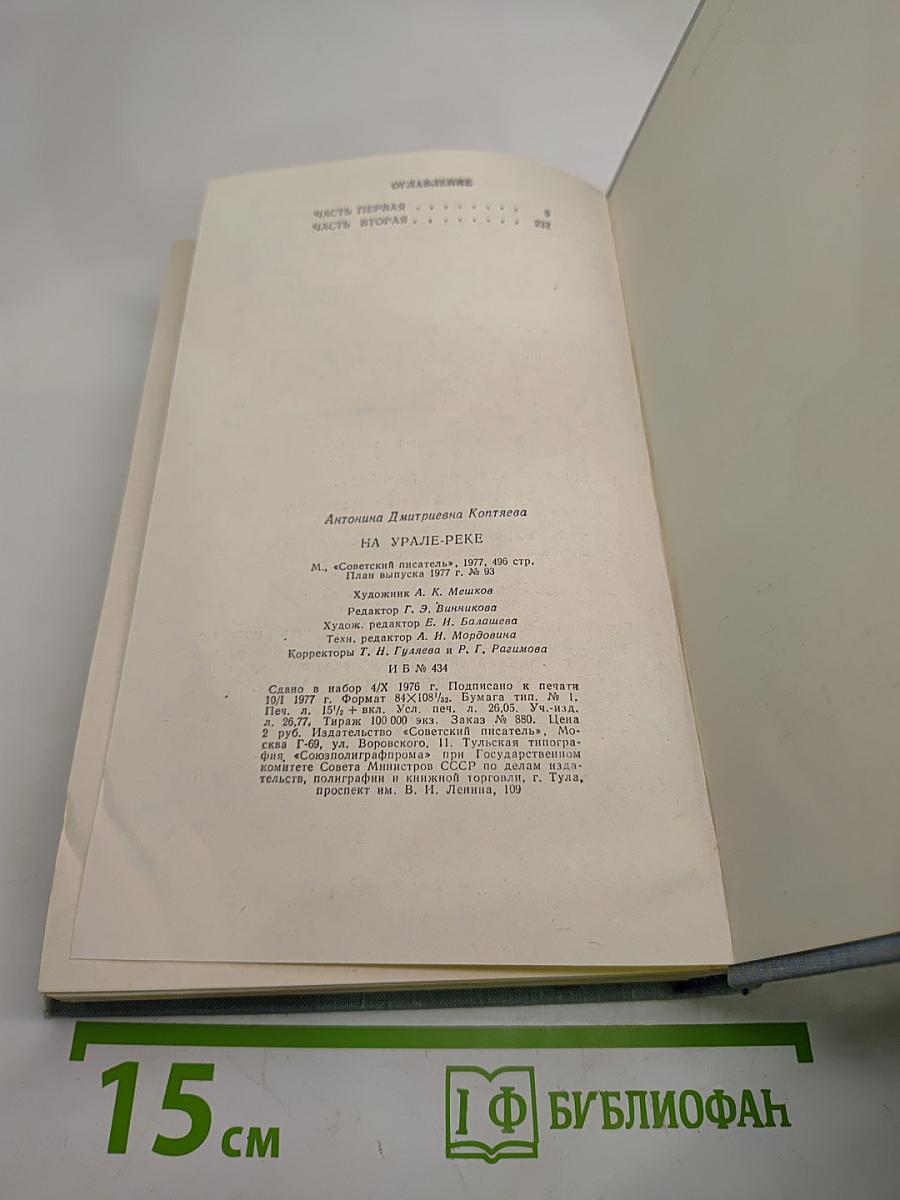 ОГЛАВЛЕНИЕ
ЧАСТЬ ПЕРВАЯ . . . . . . . . 3
ЧАСТЬ ВТОРАЯ . . . . . . . . 232
Антонина Дмитриевна Коптяева
НА УРАЛЕ-РЕКЕ
М., «Советский писатель», 1977, 496 стр.
План выпуска 1977 г. № 93
Художник А. К. Мешков
Редактор Г. Э. Винникова
Худож. редактор Е. И. Балашева
Техн. редактор А. И. Мордовина
Корректоры Т. Н. Гуляева и Р. Г. Рагимова
И Б № 434
Сдано в набор 4/X 1976 г. Подписано к печати
10/I 1977 г. Формат 84×108¹/₃₂. Бумага тип. № 1.
Печ. л. 15¹/₂ + вкл. Усл. печ. л. 26,05. Уч.-изд.
л. 26,77. Тираж 100 000 экз. Заказ № 880. Цена
2 руб. Издательство «Советский писатель», Мо-
сква Г-69, ул. Воровского, 11. Тульская типогра-
фия «Союзполиграфпрома» при Государственном
комитете Совета Министров СССР по делам изда-
тельств, полиграфии и книжной торговли, г. Тула,
проспект им. В. И. Ленина, 109
15 см
І Ф БИБЛИОФАН